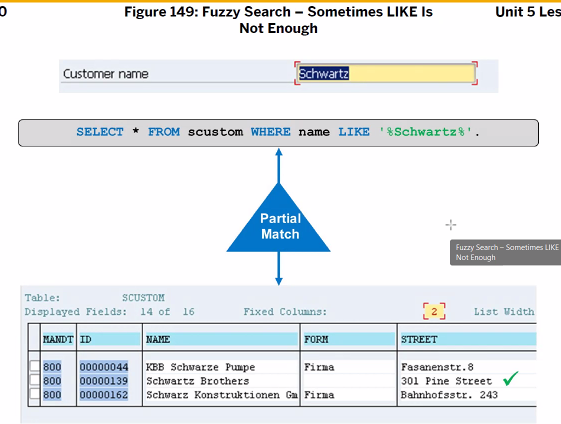 0
Figure 149: Fuzzy Search – Sometimes LIKE Is
Not Enough
Unit 5 Les
Customer name
Schwartz
SELECT * FROM scustom WHERE name LIKE '%Schwartz%'.
Partial
Match
Fuzzy Search – Sometimes LIKE
Not Enough
Table: SCUSTOM
Displayed Fields: 14 of 16 Fixed Columns: 2 List Width
MANDT ID NAME FORM STREET
800 00000044 KBB Schwarze Pumpe Firma Fasanenstr.8
800 00000139 Schwartz Brothers 301 Pine Street
800 00000162 Schwarz Konstruktionen Gm Firma Bahnhofsstr. 243